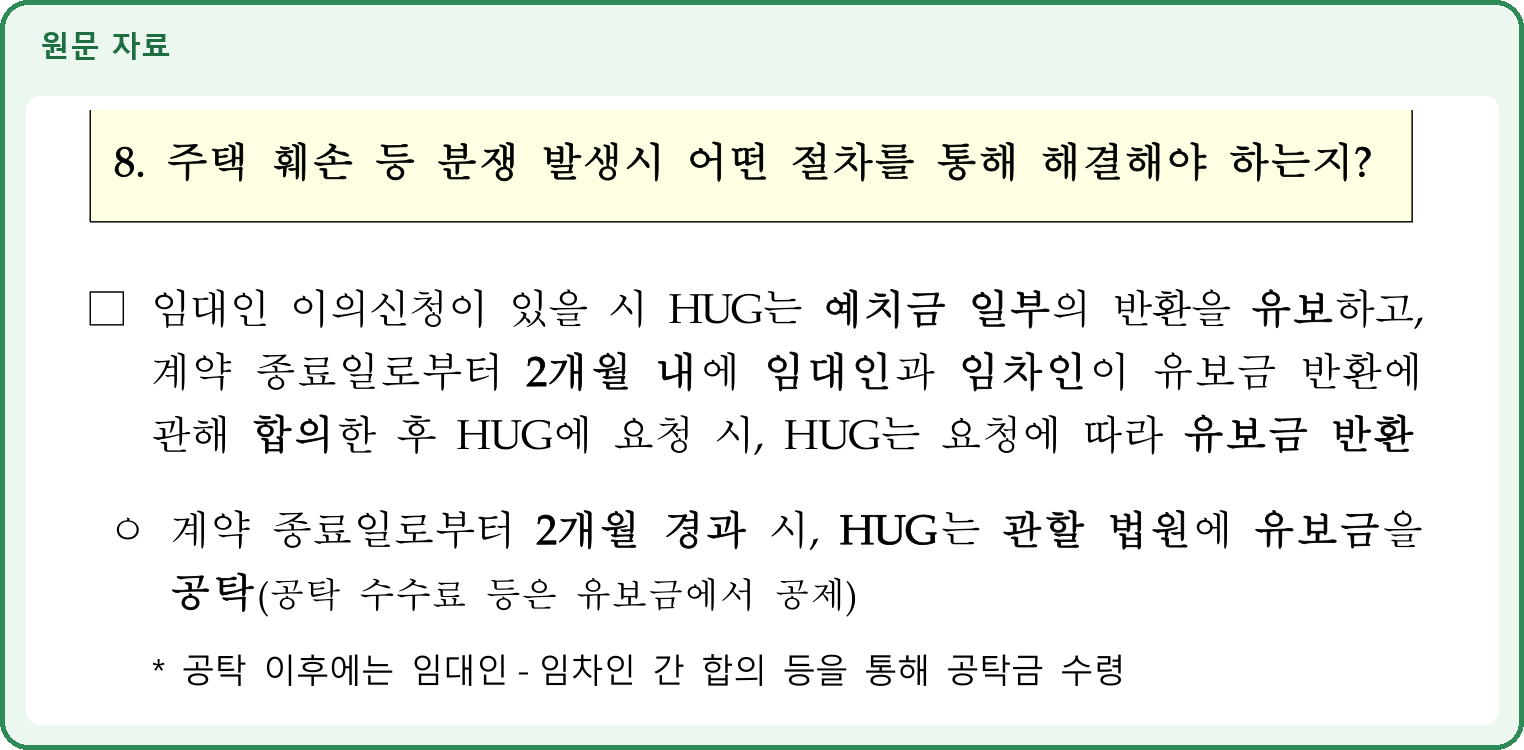 원문 자료
8. 주택 훼손 등 분쟁 발생시 어떤 절차를 통해 해결해야 하는지?
□ 임대인 이의신청이 있을 시 HUG는 예치금 일부의 반환을 유보하고,
계약 종료일로부터 2개월 내에 임대인과 임차인이 유보금 반환에
관해 합의한 후 HUG에 요청 시, HUG는 요청에 따라 유보금 반환
ㅇ 계약 종료일로부터 2개월 경과 시, HUG는 관할 법원에 유보금을
공탁(공탁 수수료 등은 유보금에서 공제)
* 공탁 이후에는 임대인 - 임차인 간 합의 등을 통해 공탁금 수령